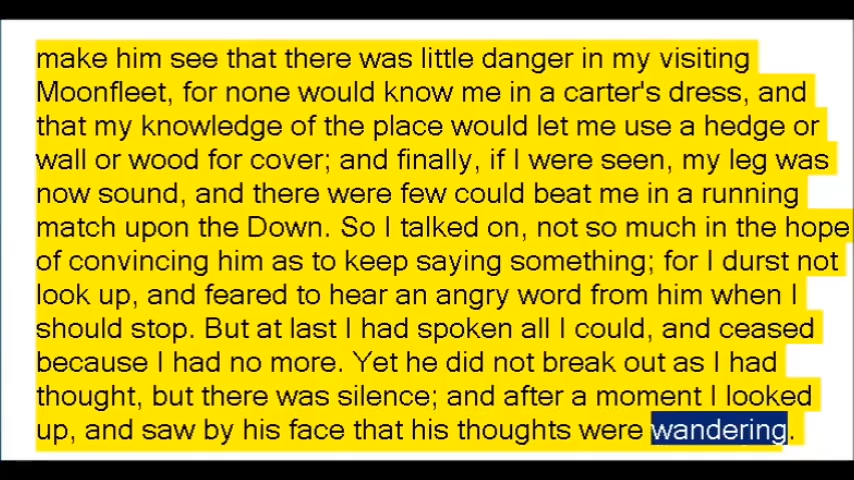 make him see that there was little danger in my visiting
Moonfleet, for none would know me in a carter's dress, and
that my knowledge of the place would let me use a hedge or
wall or wood for cover; and finally, if I were seen, my leg was
now sound, and there were few could beat me in a running
match upon the Down. So I talked on, not so much in the hope
of convincing him as to keep saying something; for I durst not
look up, and feared to hear an angry word from him when I
should stop. But at last I had spoken all I could, and ceased
because I had no more. Yet he did not break out as I had
thought, but there was silence; and after a moment I looked
up, and saw by his face that his thoughts were wandering.